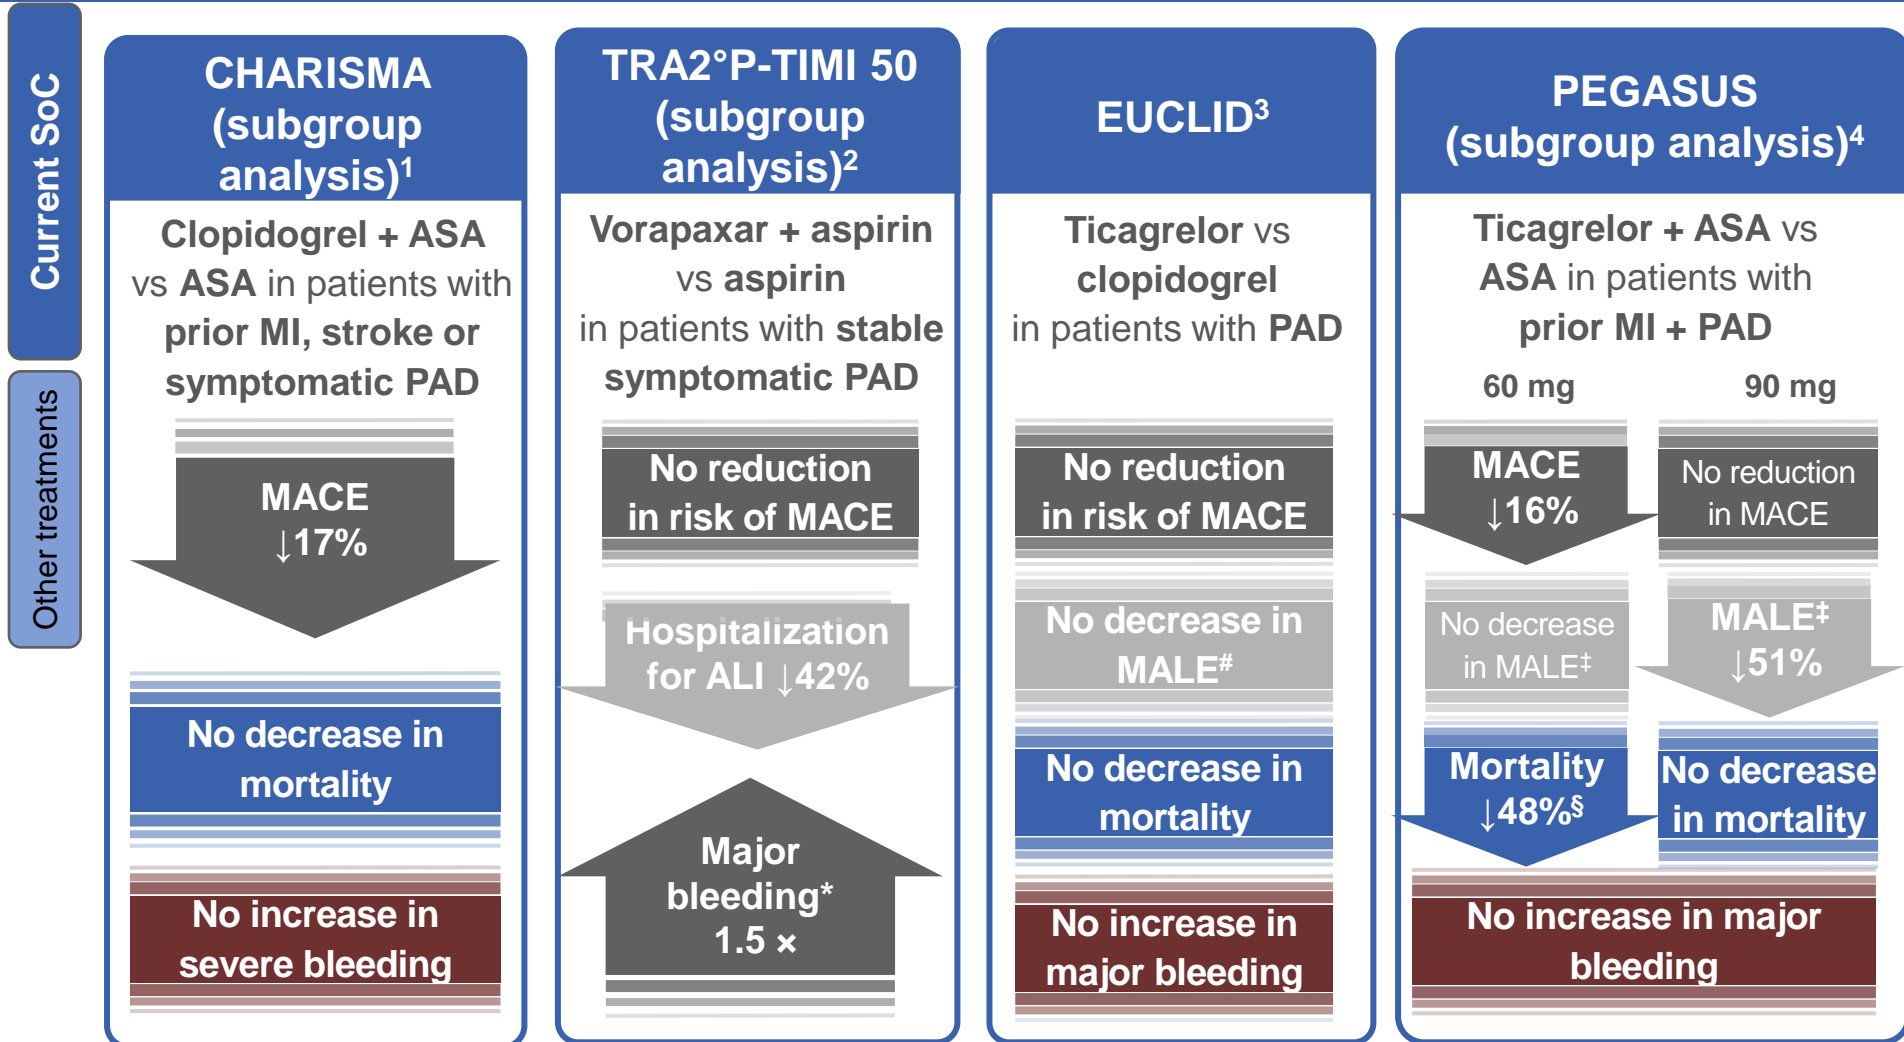 Current SoC
Other treatments
CHARISMA
(subgroup
analysis)¹
Clopidogrel + ASA
vs ASA in patients with
prior MI, stroke or
symptomatic PAD
MACE
↓17%
No decrease in
mortality
No increase in
severe bleeding
TRA2°P-TIMI 50
(subgroup
analysis)²
Vorapaxar + aspirin
vs aspirin
in patients with stable
symptomatic PAD
No reduction
in risk of MACE
Hospitalization
for ALI ↓42%
Major
bleeding*
1.5 ×
EUCLID³
Ticagrelor vs
clopidogrel
in patients with PAD
No reduction
in risk of MACE
No decrease in
MALE#
No decrease in
mortality
No increase in
major bleeding
PEGASUS
(subgroup analysis)⁴
Ticagrelor + ASA vs
ASA in patients with
prior MI + PAD
60 mg
MACE
↓16%
No decrease
in MALE‡
Mortality
↓48%§
90 mg
No reduction
in MACE
MALE‡
↓51%
No decrease
in mortality
No increase in major
bleeding